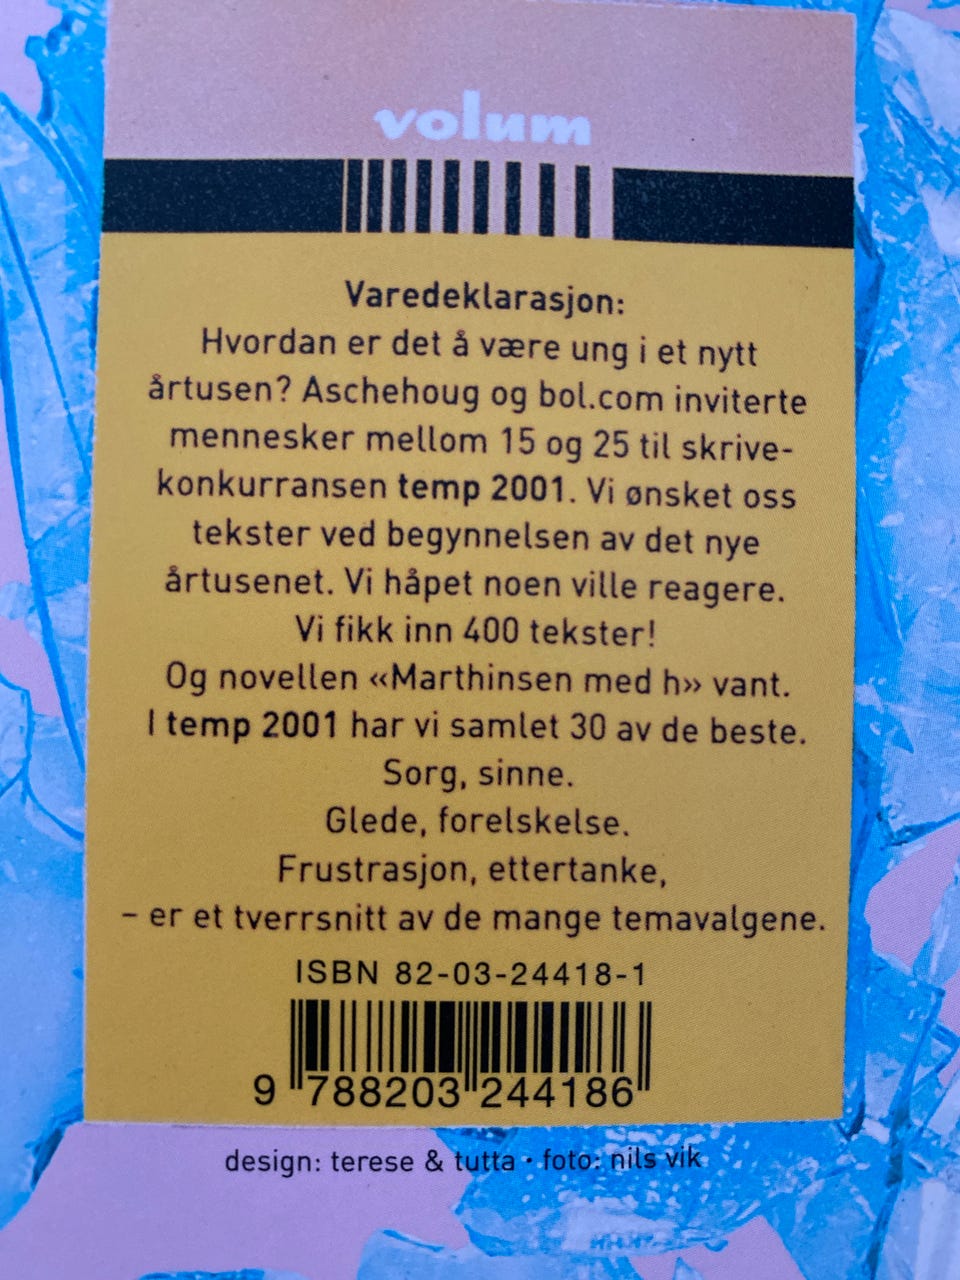 volum
Varedeklarasjon:
Hvordan er det å være ung i et nytt
årtusen? Aschehoug og bol.com inviterte
mennesker mellom 15 og 25 til skrive-
konkurransen temp 2001. Vi ønsket oss
tekster ved begynnelsen av det nye
årtusenet. Vi håpet noen ville reagere.
Vi fikk inn 400 tekster!
Og novellen «Marthinsen med h» vant.
I temp 2001 har vi samlet 30 av de beste.
Sorg, sinne.
Glede, forelskelse.
Frustrasjon, ettertanke,
– er et tverrsnitt av de mange temavalgene.
ISBN 82-03-24418-1
9 788203 244186
design: terese & tutta · foto: nils vik